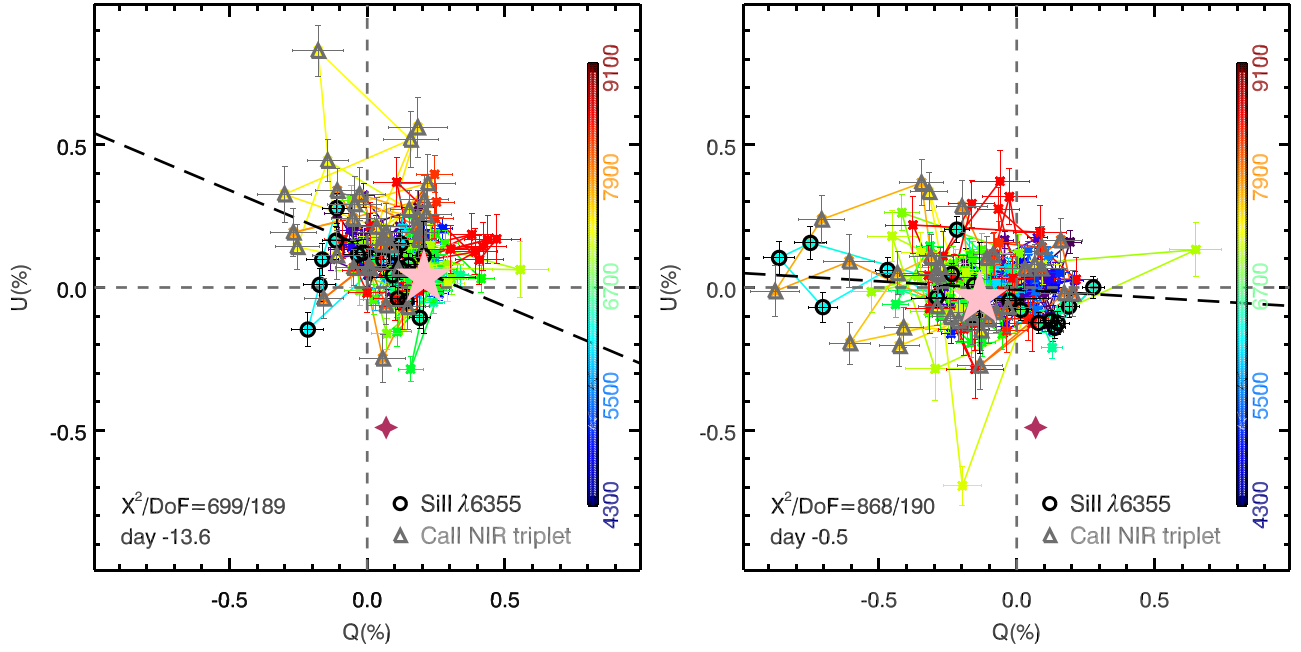 0.5
0.0
-0.5
U(%)
-0.5
0.0
0.5
Q(%)
X²/DoF=699/189
day -13.6
SiII λ6355
CaII NIR triplet
9100
7900
6700
5500
4300
0.5
0.0
-0.5
U(%)
-0.5
0.0
0.5
Q(%)
X²/DoF=868/190
day -0.5
SiII λ6355
CaII NIR triplet
9100
7900
6700
5500
4300